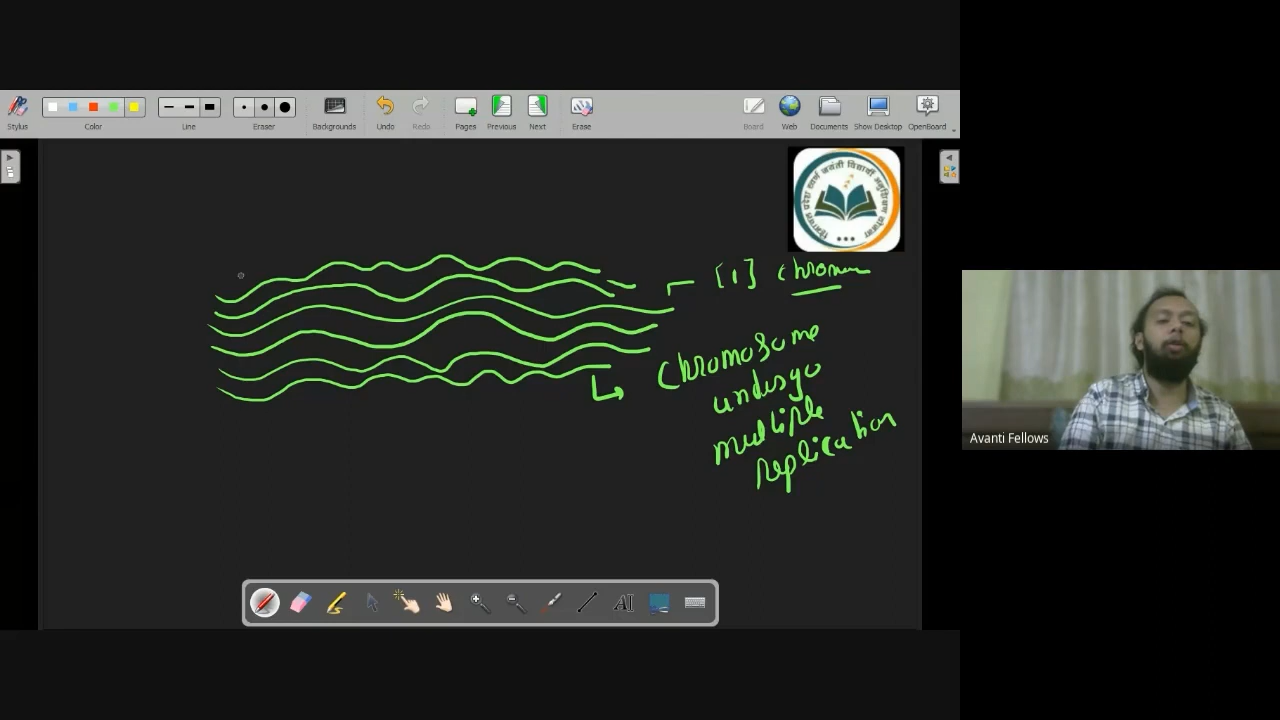 Stylus
Color
Line
Eraser
Backgrounds
Undo
Redo
Pages
Previous
Next
Erase
Board
Web
Documents
Show Desktop
OpenBoard
[1]
Chromosome
undergo
multiple
replication
Avanti Fellows